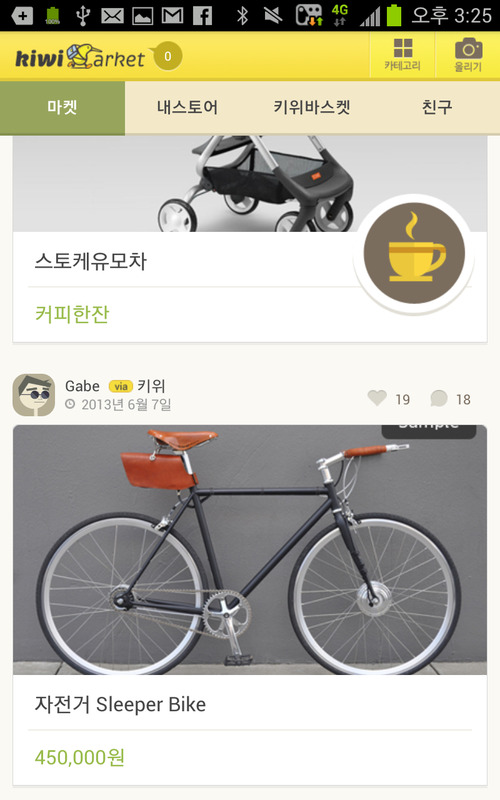 4G
오후 3:25
kiwi market
0
카테고리
올리기
마켓
내스토어
키위바스켓
친구
스토케유모차
커피한잔
Gabe via 키위
19
18
2013년 6월 7일
Sample
자전거 Sleeper Bike
450,000원